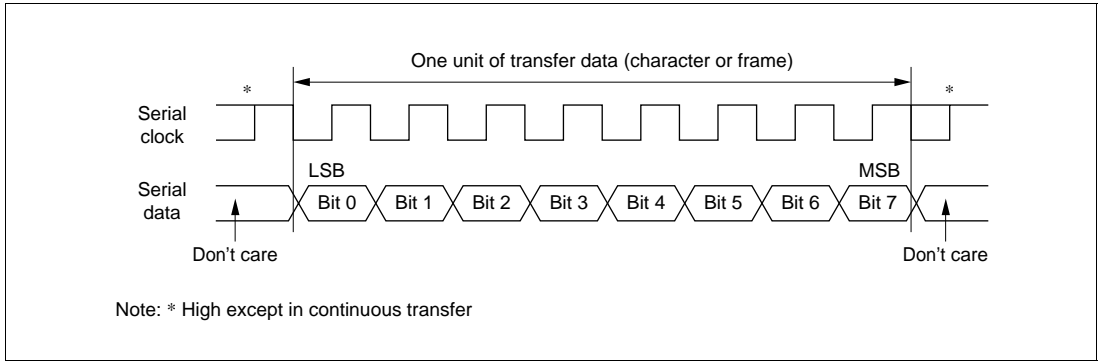 One unit of transfer data (character or frame)
* *
Serial
clock
LSB MSB
Serial
data
Bit 0 Bit 1 Bit 2 Bit 3 Bit 4 Bit 5 Bit 6 Bit 7
Don't care Don't care
Note: * High except in continuous transfer